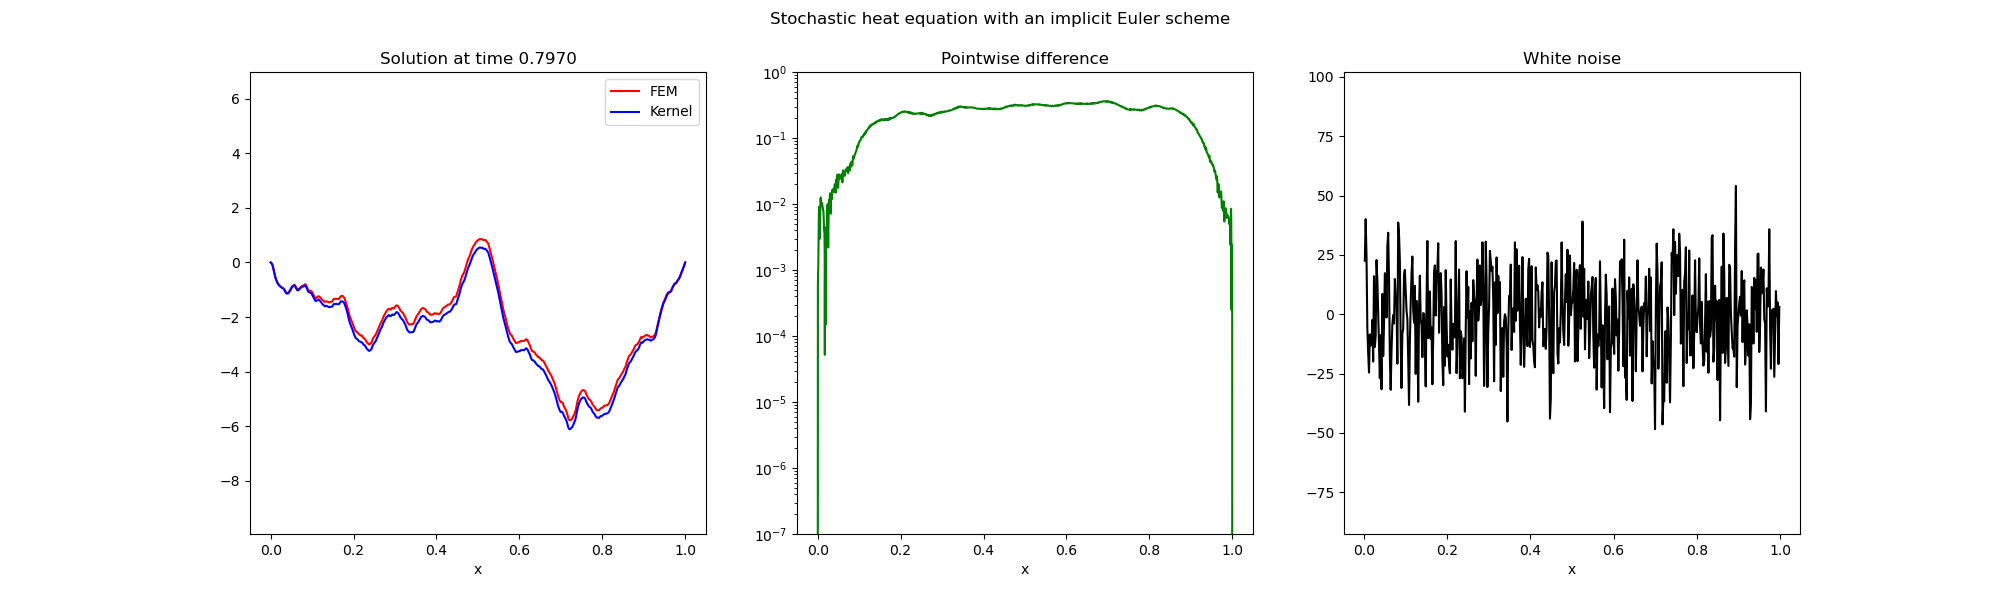 Stochastic heat equation with an implicit Euler scheme
Solution at time 0.7970
6
4
2
0
−2
−4
−6
−8
0.0 0.2 0.4 0.6 0.8 1.0
x
FEM
Kernel
Pointwise difference
10⁰
10⁻¹
10⁻²
10⁻³
10⁻⁴
10⁻⁵
10⁻⁶
10⁻⁷
0.0 0.2 0.4 0.6 0.8 1.0
x
White noise
100
75
50
25
0
−25
−50
−75
0.0 0.2 0.4 0.6 0.8 1.0
x